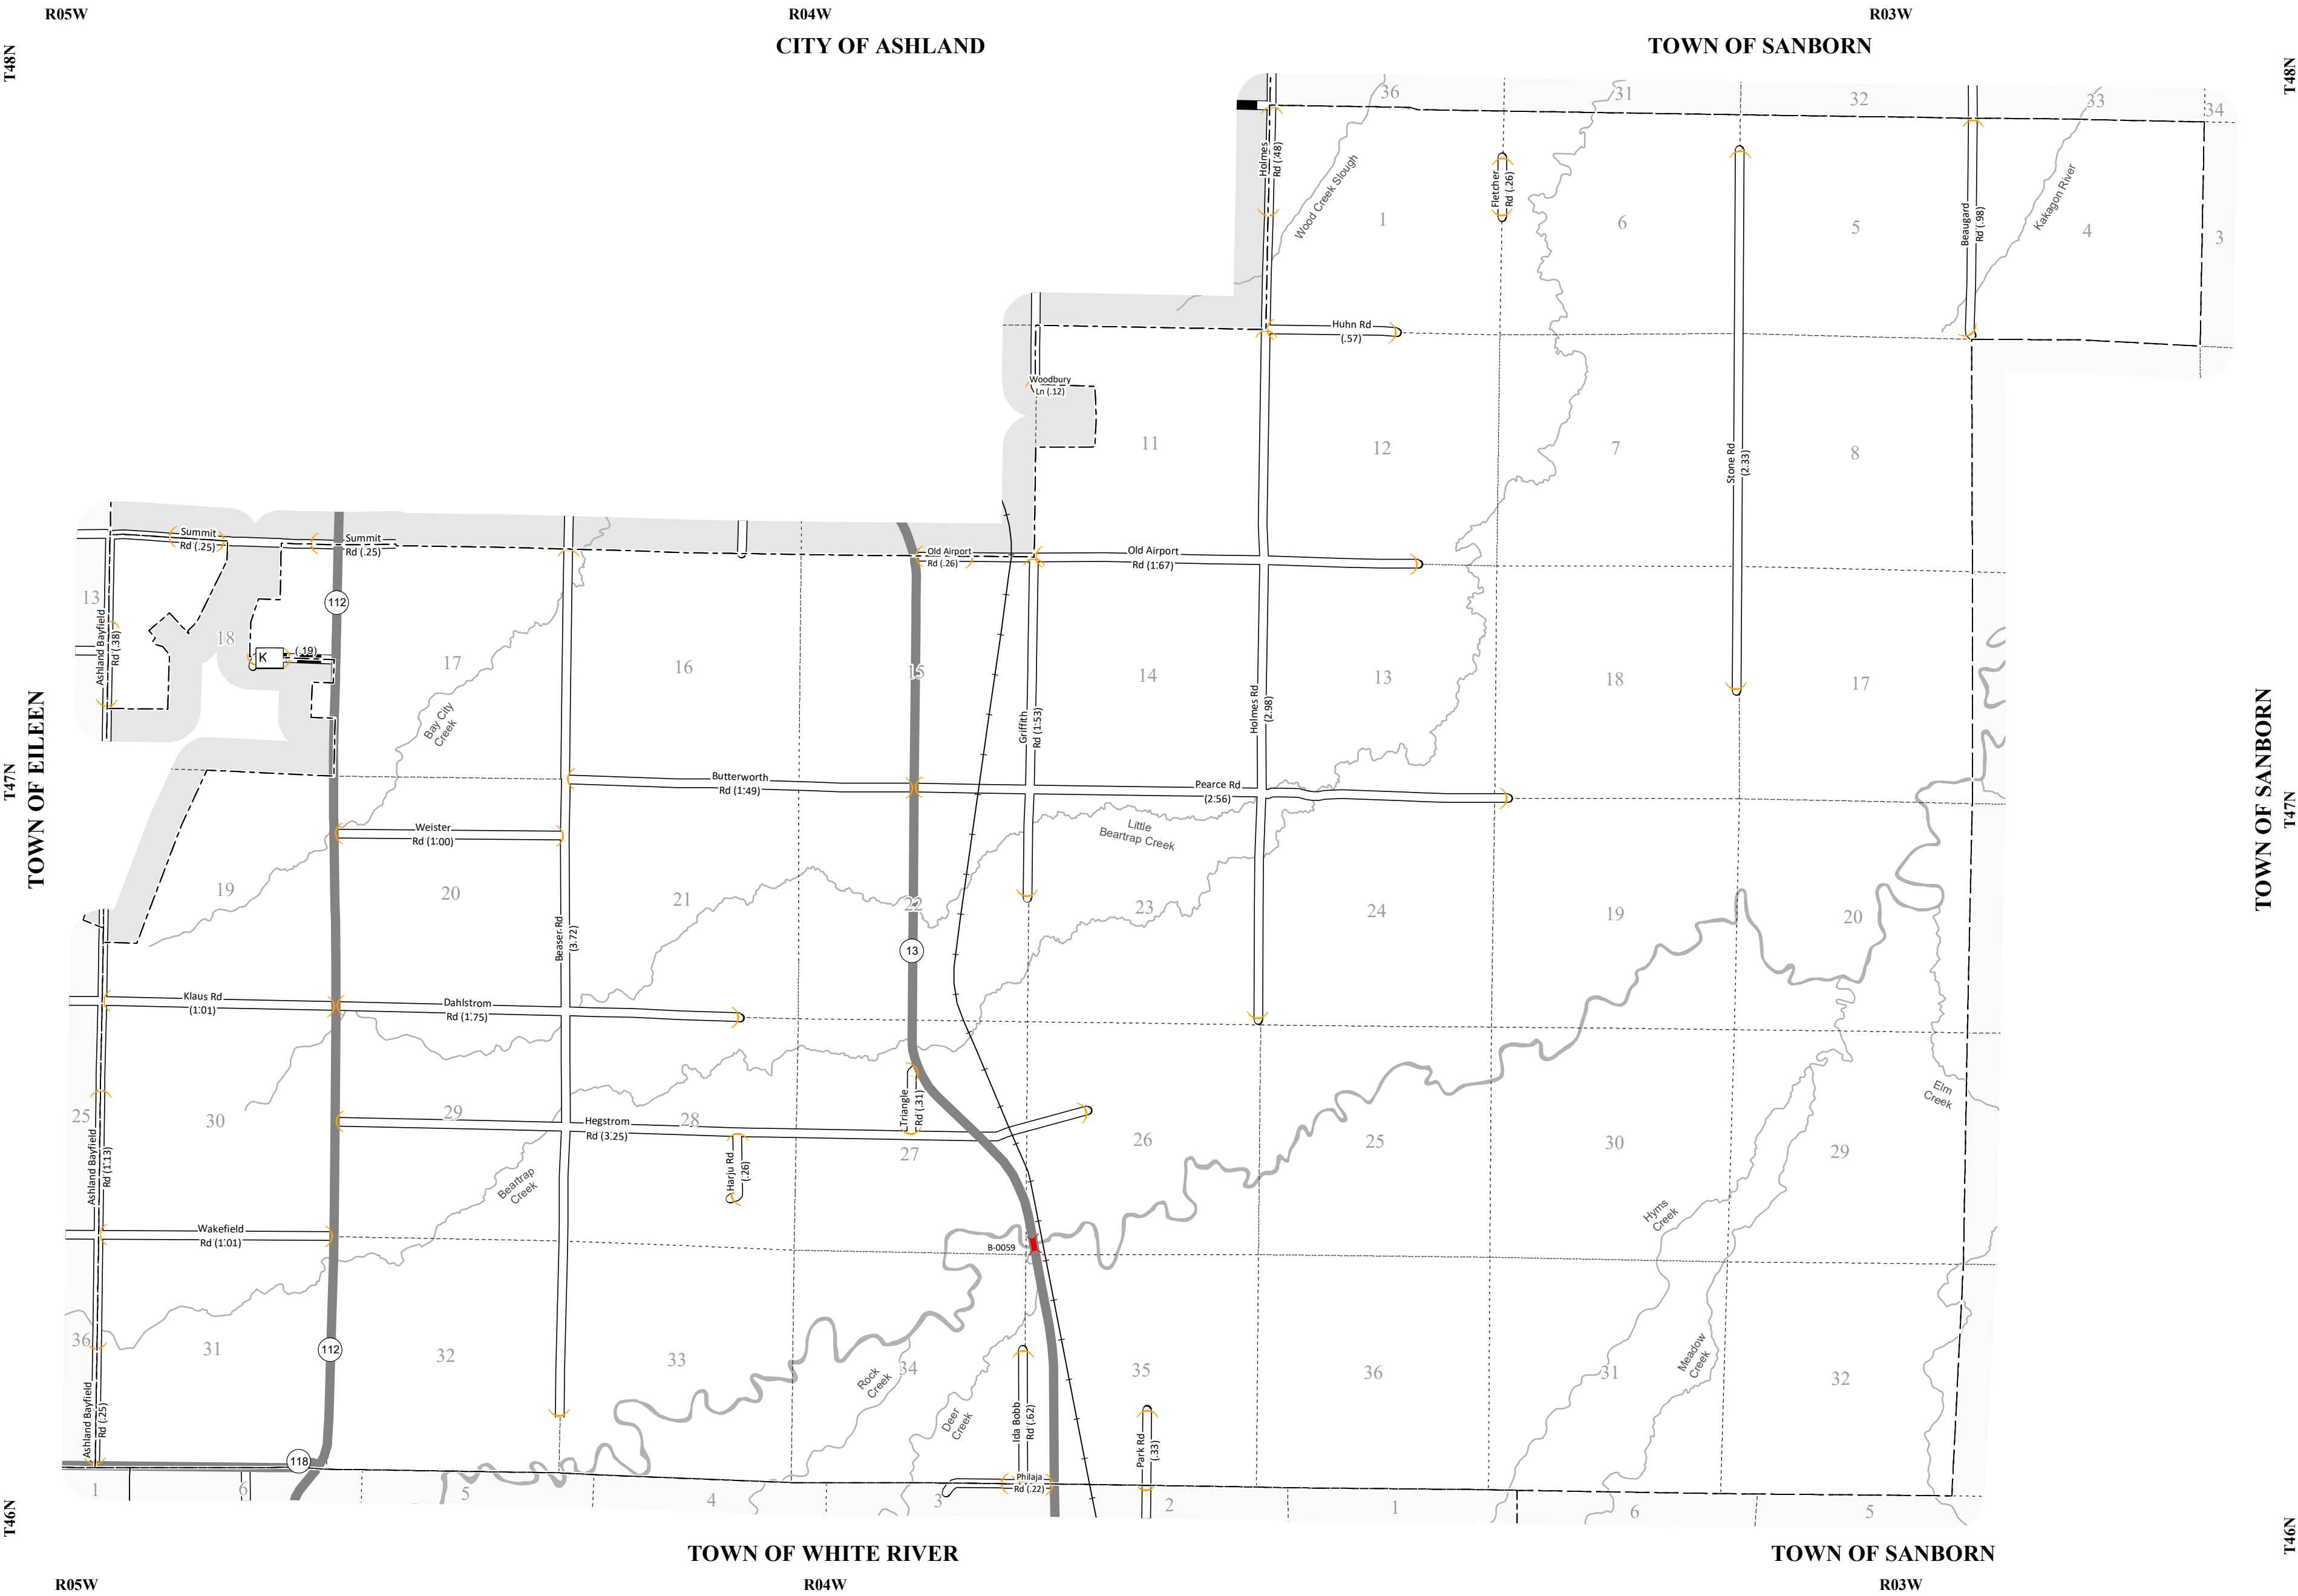 R05W
R04W
R03W
CITY OF ASHLAND
TOWN OF SANBORN
T48N
T48N
36
31
32
33
34
Holmes
Rd (.48)
Wood Creek Slough
Fletcher
Rd (.26)
Beaugard
Rd (.98)
Kakagon River
1
6
5
4
3
Huhn Rd
(.57)
Woodbury
Ln (.12)
11
12
7
8
Stone Rd
(2.33)
Summit
Rd (.25)
Summit
Rd (.25)
Old Airport
Rd (.26)
Old Airport
Rd (1.67)
13
112
Ashland Bayfield
Rd (.38)
18
K
(.19)
17
16
15
14
13
18
17
Bay City
Creek
Griffith
Rd (1.53)
Holmes Rd
(2.98)
TOWN OF EILEEN
T47N
TOWN OF SANBORN
T47N
Butterworth
Rd (1.49)
Pearce Rd
(2.56)
Weister
Rd (1.00)
Little
Beartrap Creek
19
20
21
22
23
24
19
20
Beaser Rd
(3.72)
13
Klaus Rd
(1.01)
Dahlstrom
Rd (1.75)
25
30
29
28
Triangle
Rd (.31)
Elm
Creek
Hegstrom
Rd (3.25)
27
26
25
30
29
Ashland Bayfield
Rd (1.13)
Harju Rd
(.26)
Beartrap
Creek
Hyms
Creek
Wakefield
Rd (1.01)
B-0059
36
31
112
32
33
34
35
36
31
32
Rock
Creek
Meadow
Creek
Deer
Creek
Ida Bobb
Rd (.62)
Park Rd
(.33)
Ashland Bayfield
Rd (.25)
118
Philaja
Rd (.22)
1
6
5
4
3
2
1
6
5
T46N
T46N
TOWN OF WHITE RIVER
TOWN OF SANBORN
R05W
R04W
R03W